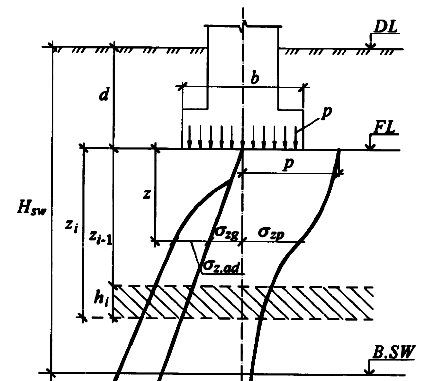 DL
b
d
p
FL
p
H_sw
z_i
z_i-1
z
σ_zg
σ_zp
σ_z,ad
h_i
B.SW